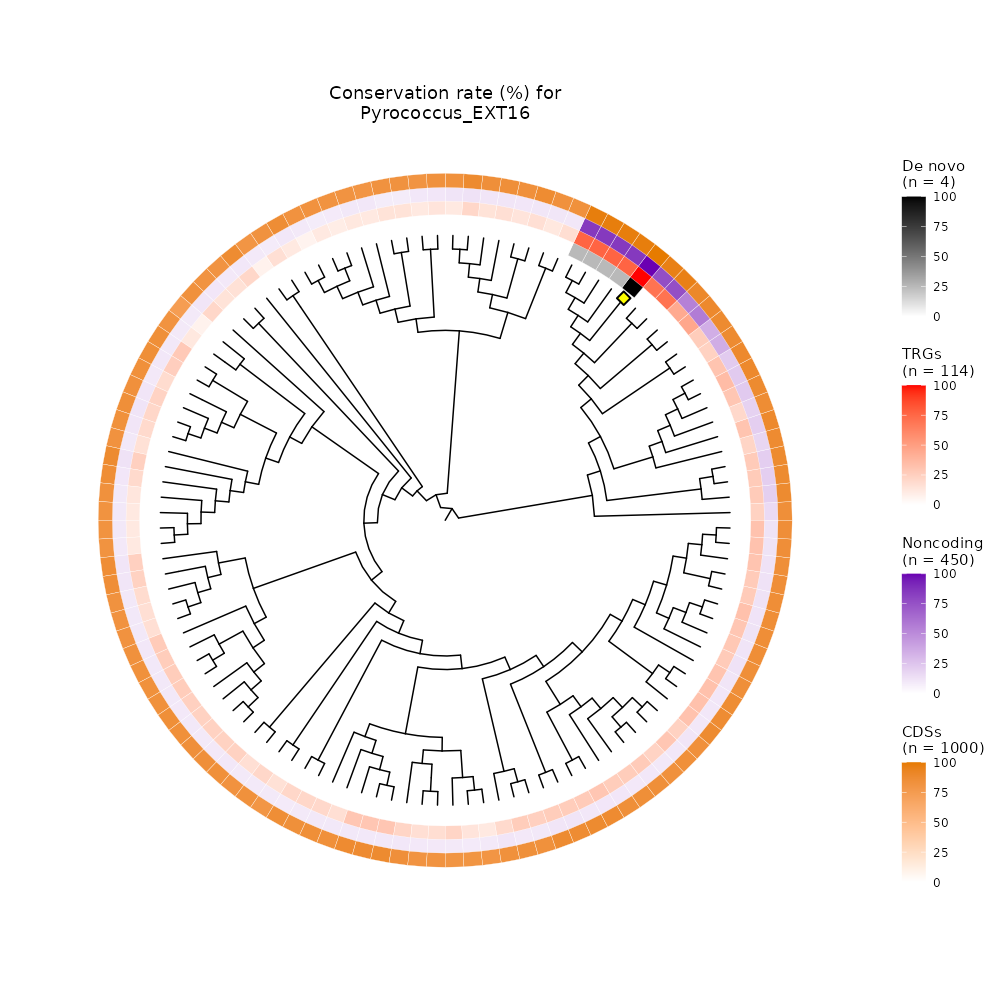 Conservation rate (%) for
Pyrococcus_EXT16
De novo
(n = 4)
100
75
50
25
0
TRGs
(n = 114)
100
75
50
25
0
Noncoding
(n = 450)
100
75
50
25
0
CDSs
(n = 1000)
100
75
50
25
0